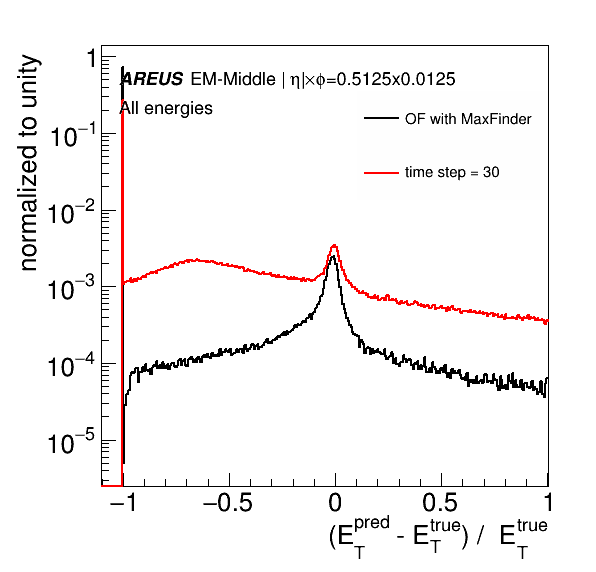 normalized to unity
1
10−1
10−2
10−3
10−4
10−5
AREUS EM-Middle | η|×ϕ=0.5125x0.0125
All energies
OF with MaxFinder
time step = 30
−1 −0.5 0 0.5 1
(E_T^pred - E_T^true) / E_T^true